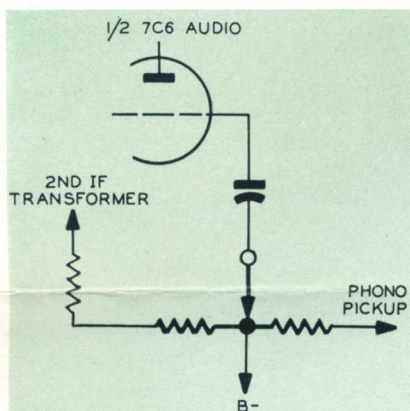 1/2 7C6 AUDIO
2ND IF
TRANSFORMER
PHONO
PICKUP
B-